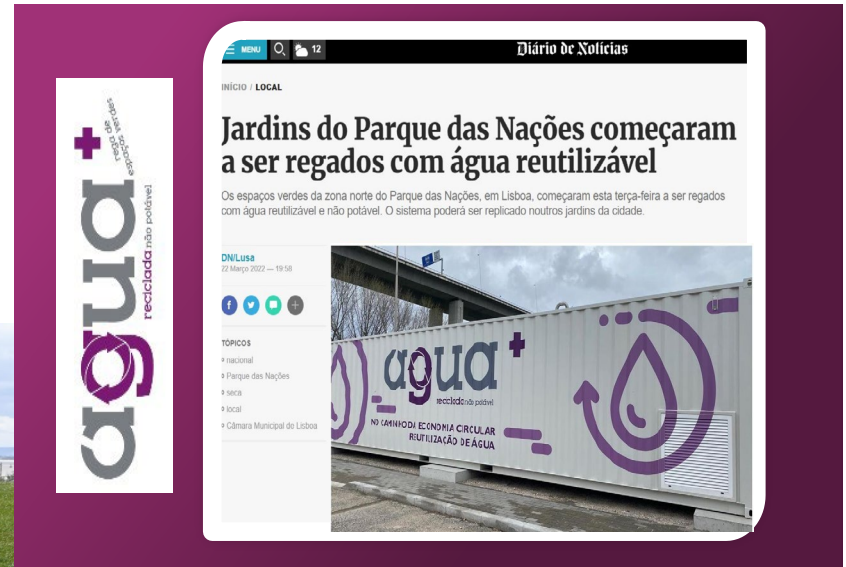 água+
reciclada não potável
rega de
espaços verdes
MENU
12
Diário de Notícias
INÍCIO / LOCAL
Jardins do Parque das Nações começaram
a ser regados com água reutilizável
Os espaços verdes da zona norte do Parque das Nações, em Lisboa, começaram esta terça-feira a ser regados
com água reutilizável e não potável. O sistema poderá ser replicado noutros jardins da cidade.
DN/Lusa
22 Março 2022 — 19:58
TÓPICOS
nacional
Parque das Nações
seca
local
Câmara Municipal de Lisboa
água+
reciclada não potável
NO CAMINHO DA ECONOMIA CIRCULAR
REUTILIZAÇÃO DE ÁGUA